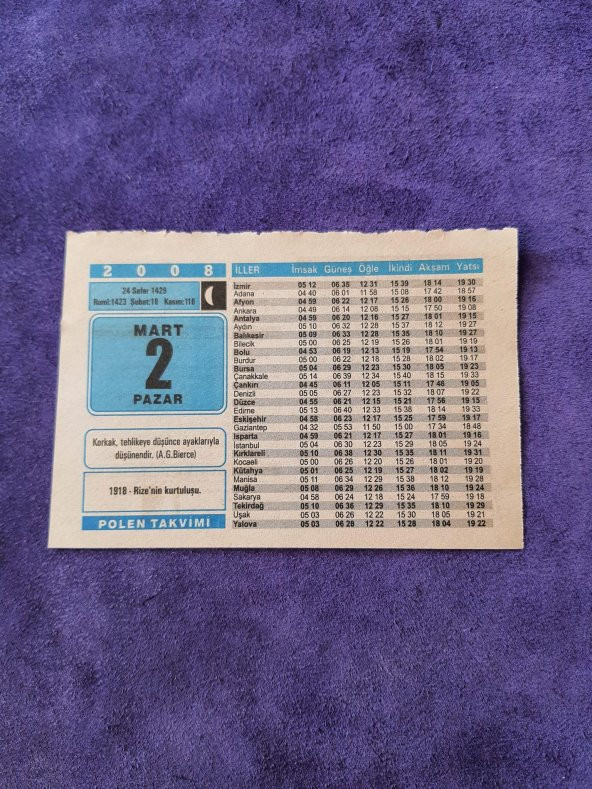 2 0 0 8
24 Safer 1429
Rumi:1423 Şubat:18 Kasım:116
MART
2
PAZAR
Korkak, tehlikeye düşünce ayaklarıyla
düşünendir. (A.G.Bierce)
1918 - Rize'nin kurtuluşu.
POLEN TAKVİMİ
İLLER İmsak Güneş Öğle İkindi Akşam Yatsı
İzmir 05 12 06 35 12 31 15 39 18 14 19 30
Adana 04 40 06 01 11 58 15 08 17 42 18 57
Afyon 04 59 06 22 12 17 15 26 18 00 19 16
Ankara 04 49 06 14 12 08 15 15 17 50 19 08
Antalya 04 59 06 20 12 16 15 27 18 01 19 15
Aydın 05 10 06 32 12 28 15 37 18 12 19 27
Balıkesir 05 09 06 33 12 28 15 35 18 10 19 27
Bilecik 05 00 06 25 12 19 15 26 18 01 19 19
Bolu 04 53 06 19 12 13 15 19 17 54 19 13
Burdur 05 00 06 22 12 18 15 28 18 02 19 17
Bursa 05 04 06 29 12 23 15 30 18 05 19 23
Çanakkale 05 14 06 39 12 34 15 40 18 15 19 33
Çankırı 04 45 06 11 12 05 15 11 17 46 19 05
Denizli 05 05 06 27 12 23 15 32 18 07 19 22
Düzce 04 55 06 21 12 15 15 21 17 56 19 15
Edirne 05 13 06 40 12 33 15 38 18 13 19 33
Eskişehir 04 58 06 23 12 17 15 25 17 59 19 17
Gaziantep 04 32 05 53 11 50 15 00 17 34 18 48
Isparta 04 59 06 21 12 17 15 27 18 01 19 16
İstanbul 05 04 06 30 12 23 15 29 18 05 19 24
Kırklareli 05 10 06 38 12 30 15 35 18 11 19 31
Kocaeli 05 00 06 26 12 20 15 26 18 01 19 20
Kütahya 05 01 06 25 12 19 15 27 18 02 19 19
Manisa 05 11 06 34 12 29 15 38 18 12 19 28
Muğla 05 08 06 29 12 26 15 36 18 10 19 24
Sakarya 04 58 06 24 12 18 15 24 17 59 19 18
Tekirdağ 05 10 06 36 12 29 15 35 18 10 19 29
Uşak 05 03 06 26 12 22 15 30 18 05 19 21
Yalova 05 03 06 28 12 22 15 28 18 04 19 22